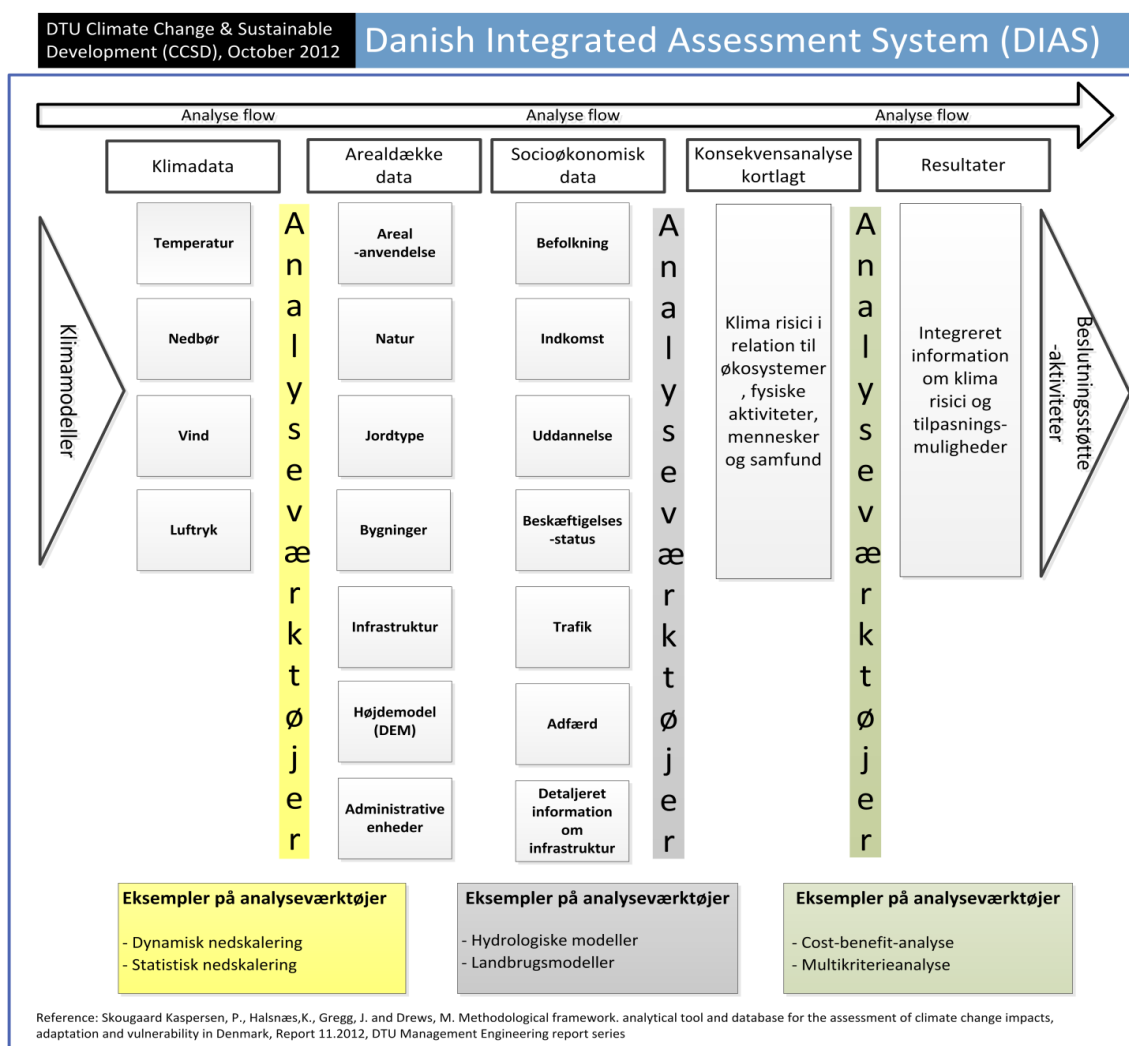 DTU Climate Change & Sustainable
Development (CCSD), October 2012
Danish Integrated Assessment System (DIAS)
Analyse flow
Analyse flow
Analyse flow
Klimadata
Arealdække
data
Socioøkonomisk
data
Konsekvensanalyse
kortlagt
Resultater
Klimamodeller
Temperatur
Nedbør
Vind
Luftryk
Analyseværktøjer
Areal
-anvendelse
Natur
Jordtype
Bygninger
Infrastruktur
Højdemodel
(DEM)
Administrative
enheder
Befolkning
Indkomst
Uddannelse
Beskæftigelses
-status
Trafik
Adfærd
Detaljeret
information
om
infrastruktur
Analyseværktøjer
Klima risici i
relation til
økosystemer
, fysiske
aktiviteter,
mennesker
og samfund
Analyseværktøjer
Integreret
information
om klima
risici og
tilpasnings-
muligheder
Beslutningsstøtte
-aktiviteter
Eksempler på analyseværktøjer
- Dynamisk nedskalering
- Statistisk nedskalering
Eksempler på analyseværktøjer
- Hydrologiske modeller
- Landbrugsmodeller
Eksempler på analyseværktøjer
- Cost-benefit-analyse
- Multikriterieanalyse
Reference: Skougaard Kaspersen, P., Halsnæs,K., Gregg, J. and Drews, M. Methodological framework. analytical tool and database for the assessment of climate change impacts,
adaptation and vulnerability in Denmark, Report 11.2012, DTU Management Engineering report series